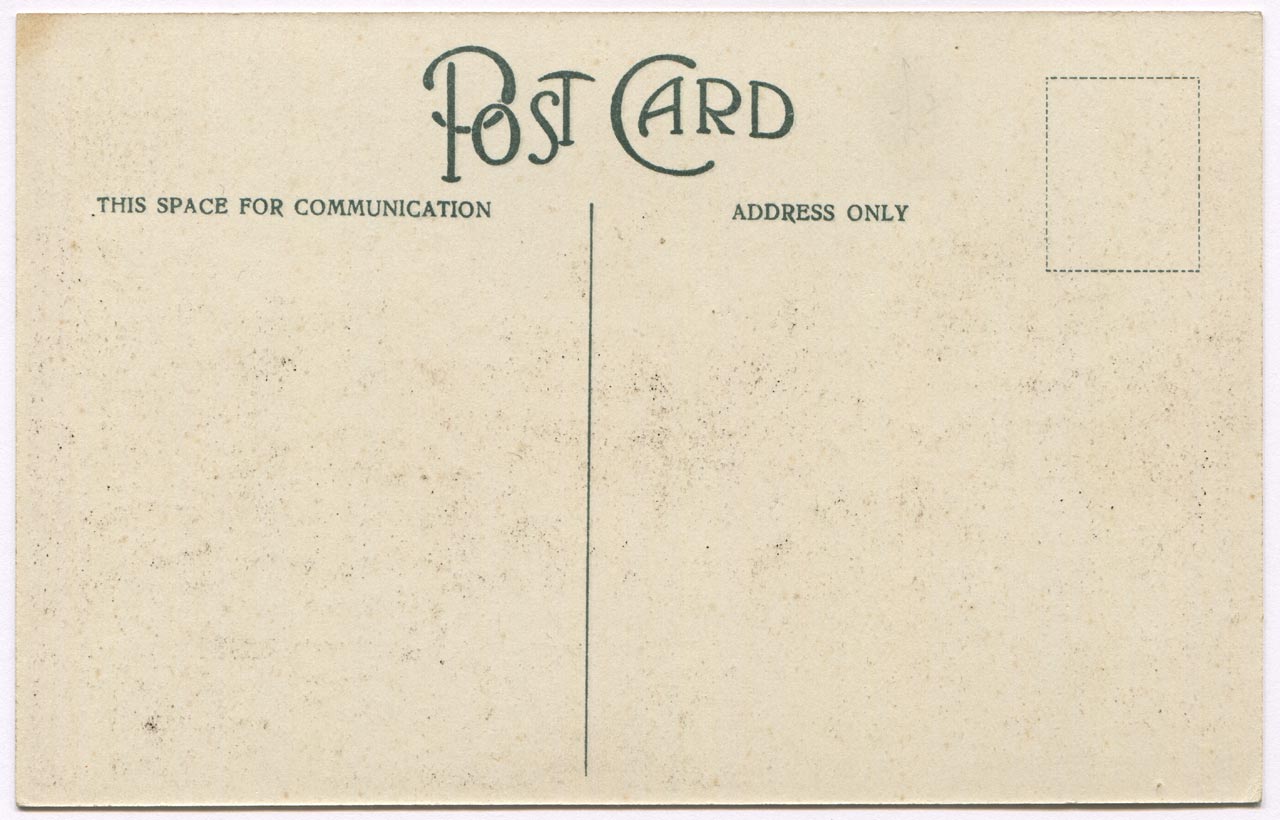 POST CARD
THIS SPACE FOR COMMUNICATION
ADDRESS ONLY